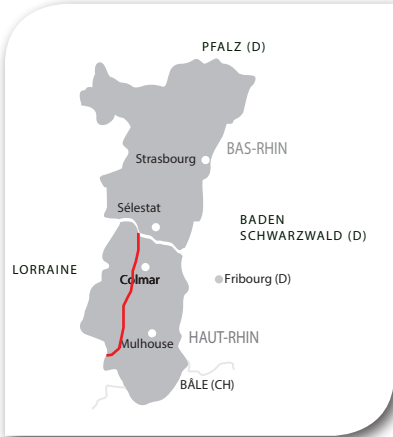 PFALZ (D)
BAS-RHIN
Strasbourg
Sélestat
BADEN
SCHWARZWALD (D)
LORRAINE
Colmar
Fribourg (D)
HAUT-RHIN
Mulhouse
BÂLE (CH)